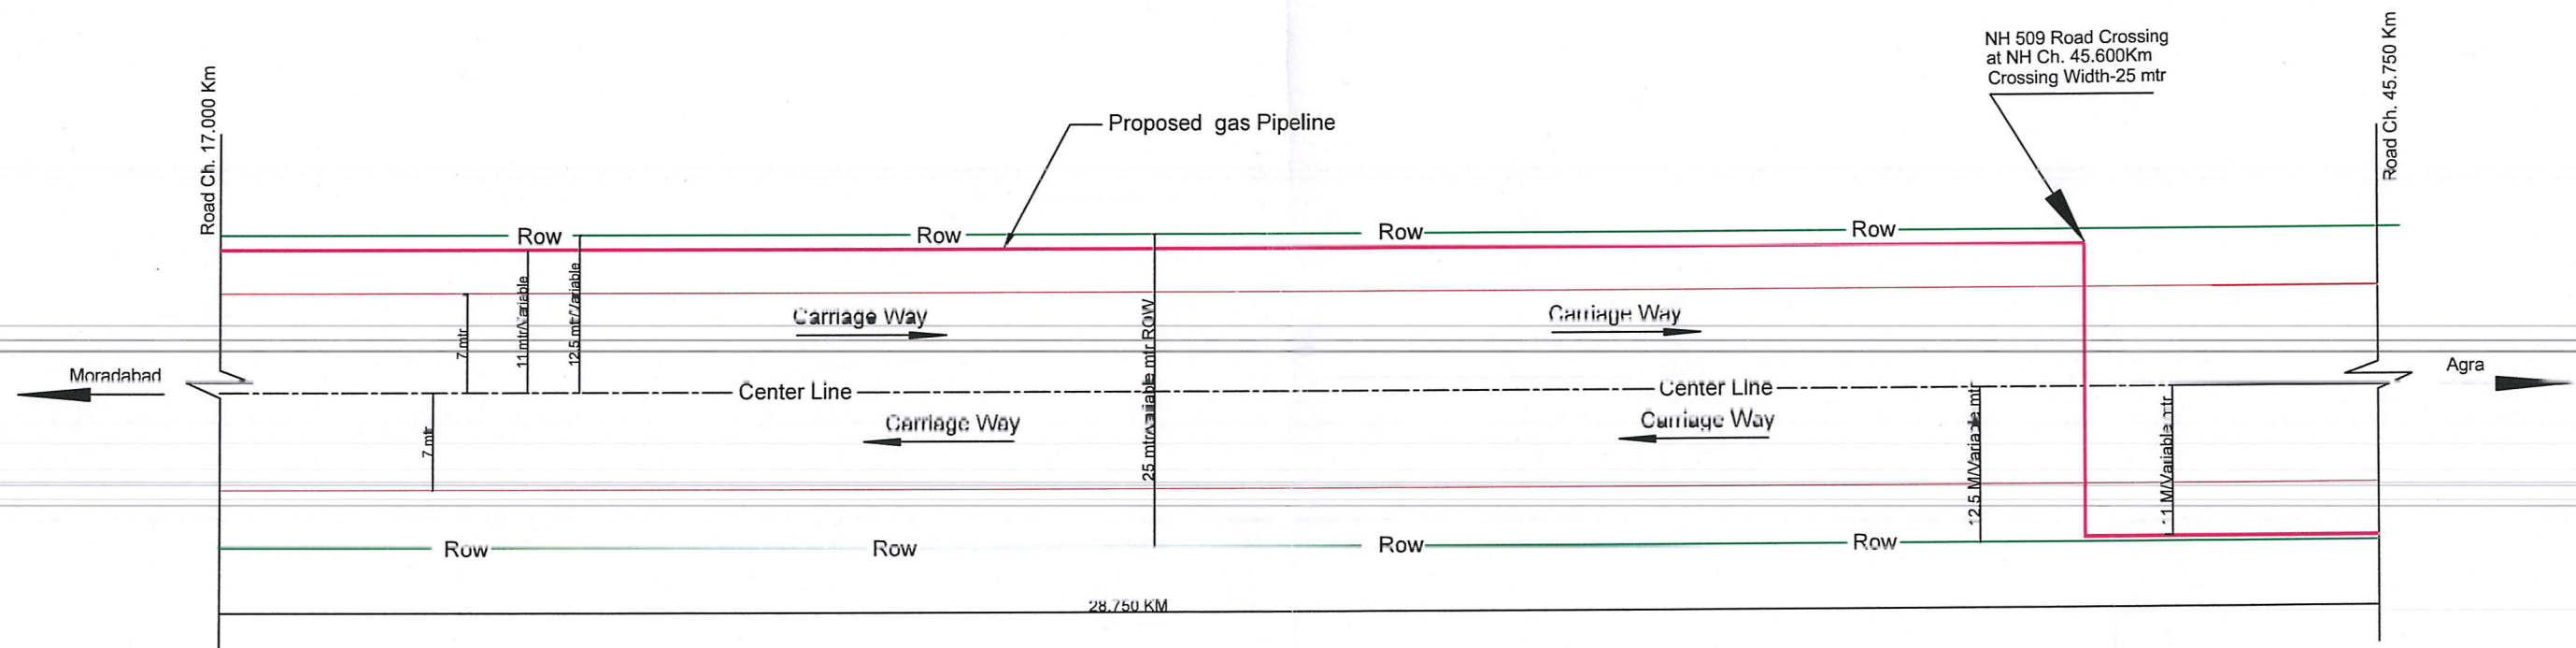 NH 509 Road Crossing
at NH Ch. 45.600Km
Crossing Width-25 mtr
Road Ch. 17.000 Km
Road Ch. 45.750 Km
Proposed gas Pipeline
Row
Row
Row
Row
7 mtr
11 mtr/Variable
12.5 mtr/Variable
Carriage Way
25 mtr/Variable mtr ROW
Carriage Way
Moradabad
Agra
Center Line
Center LIne
7 mtr
Carriage Way
Carriage Way
12.5 M/Variable mtr
11 M/Variable mtr
Row
Row
Row
Row
28.750 KM